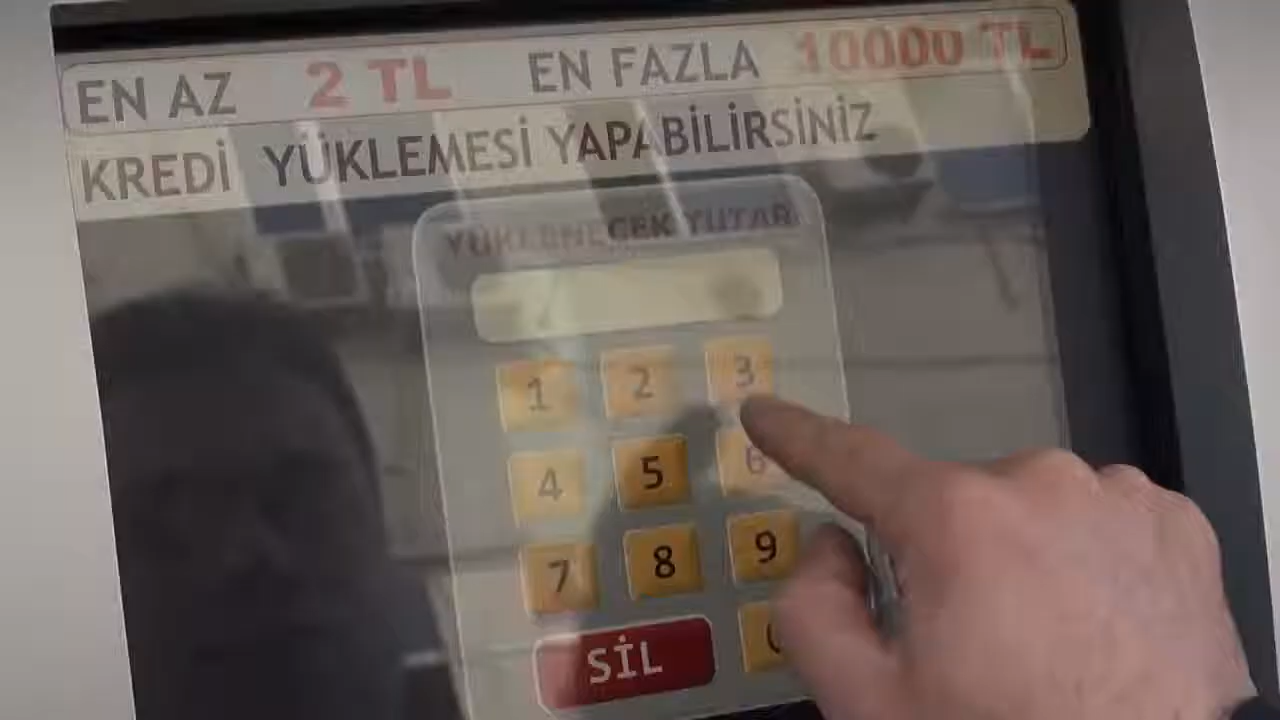 EN AZ 2 TL EN FAZLA 10000 TL
KREDİ YÜKLEMESİ YAPABİLİRSİNİZ
YÜKLENECEK TUTAR
1 2 3
4 5 6
7 8 9
SİL 0